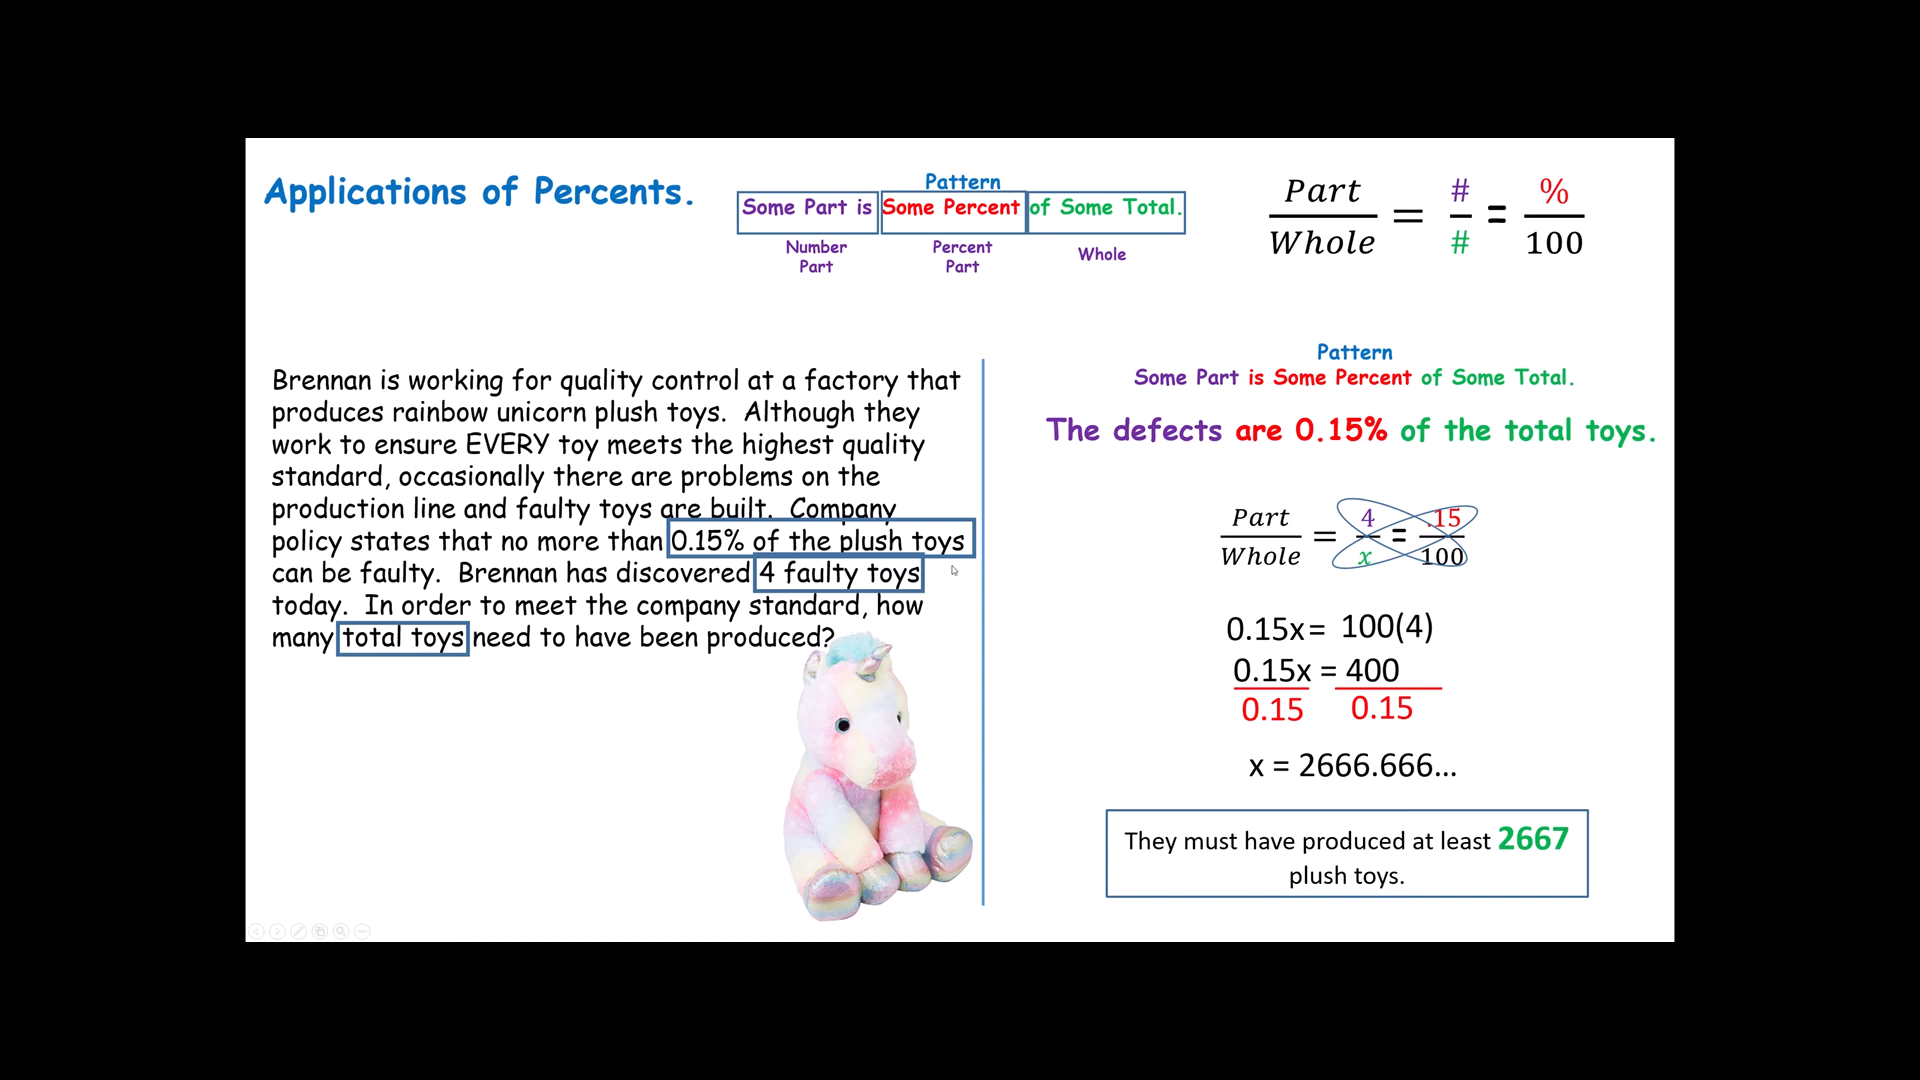 Applications of Percents.
Pattern
Some Part is Some Percent of Some Total.
Number Part
Percent Part
Whole
Part/Whole = #/# = %/100
Brennan is working for quality control at a factory that
produces rainbow unicorn plush toys. Although they
work to ensure EVERY toy meets the highest quality
standard, occasionally there are problems on the
production line and faulty toys are built. Company
policy states that no more than 0.15% of the plush toys
can be faulty. Brennan has discovered 4 faulty toys
today. In order to meet the company standard, how
many total toys need to have been produced?
Pattern
Some Part is Some Percent of Some Total.
The defects are 0.15% of the total toys.
Part/Whole = 4/x = .15/100
0.15x = 100(4)
0.15x = 400
0.15 0.15
x = 2666.666...
They must have produced at least 2667
plush toys.